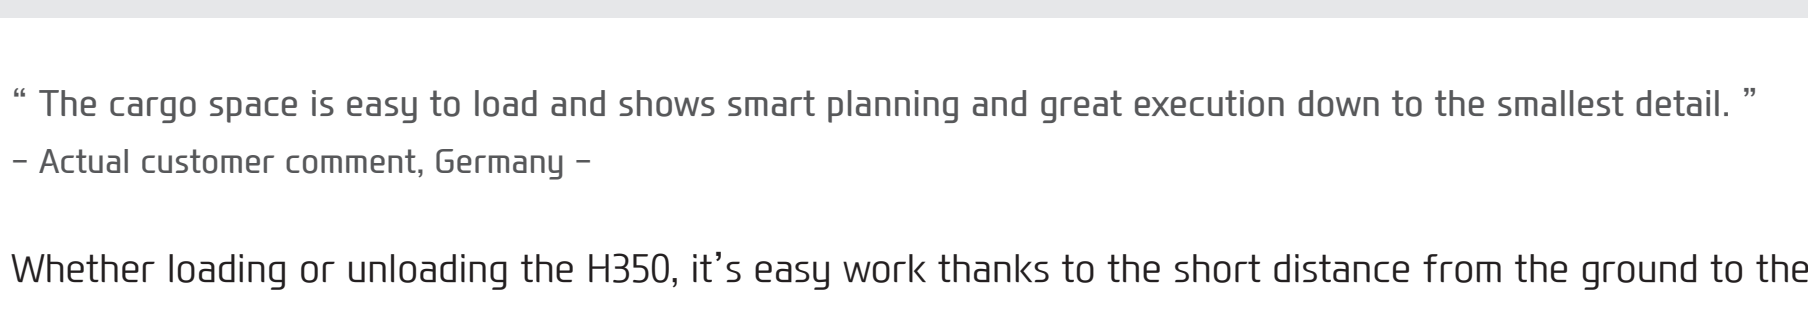 “ The cargo space is easy to load and shows smart planning and great execution down to the smallest detail. ”
– Actual customer comment, Germany –
Whether loading or unloading the H350, it’s easy work thanks to the short distance from the ground to the